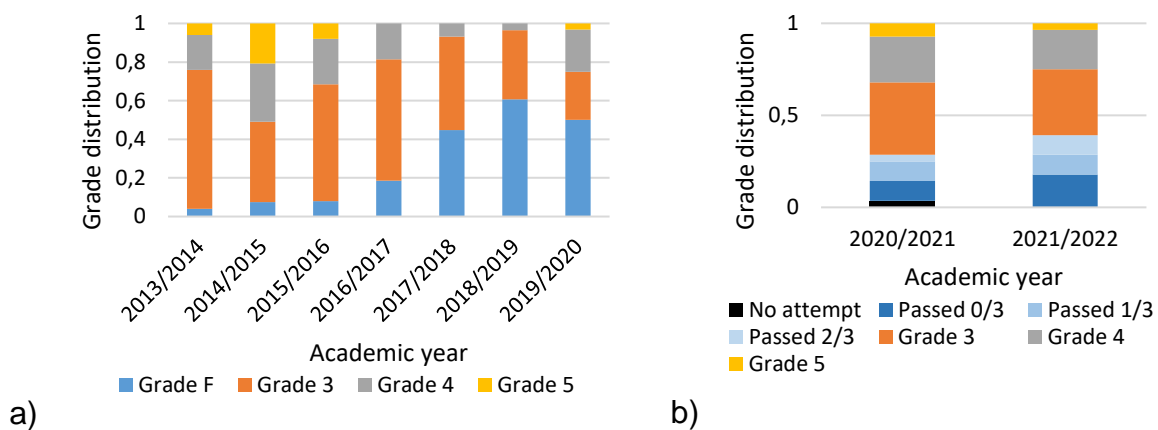 1
0,8
0,6
0,4
0,2
0
Grade distribution
2013/2014
2014/2015
2015/2016
2016/2017
2017/2018
2018/2019
2019/2020
Academic year
Grade F Grade 3 Grade 4 Grade 5
a)
1
0,5
0
Grade distribution
2020/2021 2021/2022
Academic year
No attempt Passed 0/3 Passed 1/3
Passed 2/3 Grade 3 Grade 4
Grade 5
b)